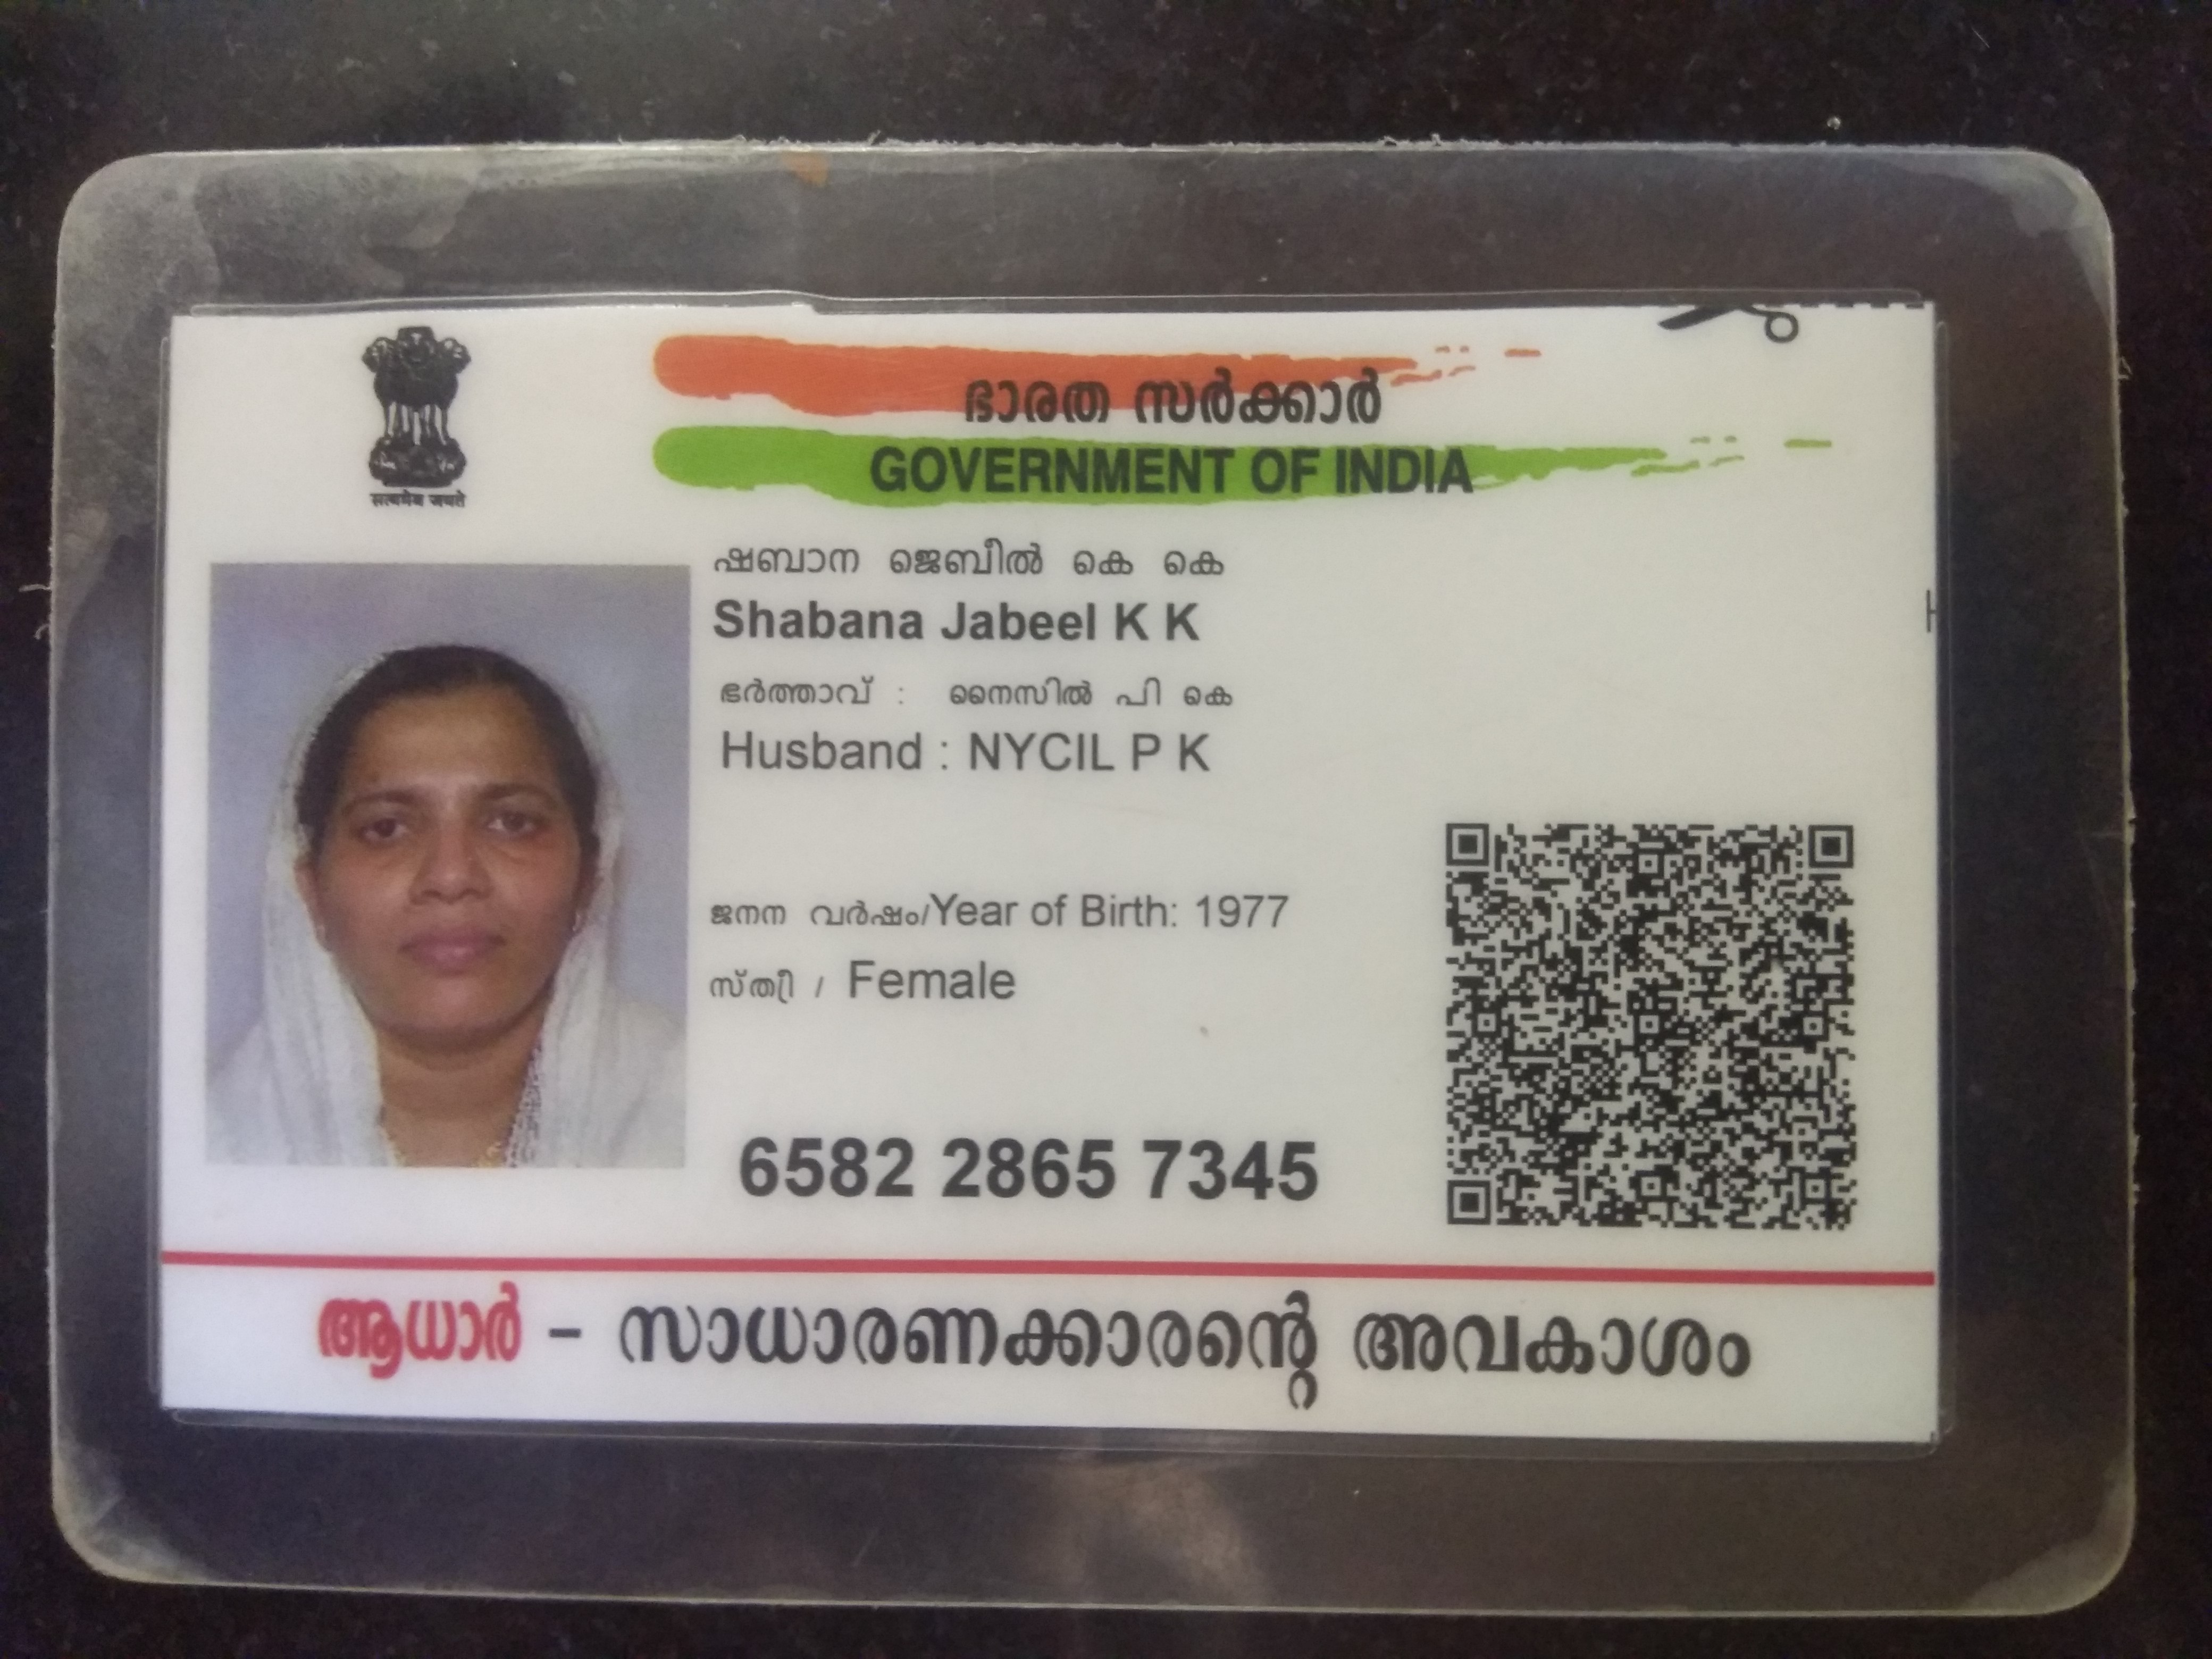 सत्यमेव जयते
ഭാരത സർക്കാർ
GOVERNMENT OF INDIA
ഷബാന ജെബീൽ കെ കെ
Shabana Jabeel K K
ഭർത്താവ് : നൈസിൽ പി കെ
Husband : NYCIL P K
ജനന വർഷം/Year of Birth: 1977
സ്ത്രീ / Female
6582 2865 7345
ആധാർ - സാധാരണക്കാരന്റെ അവകാശം